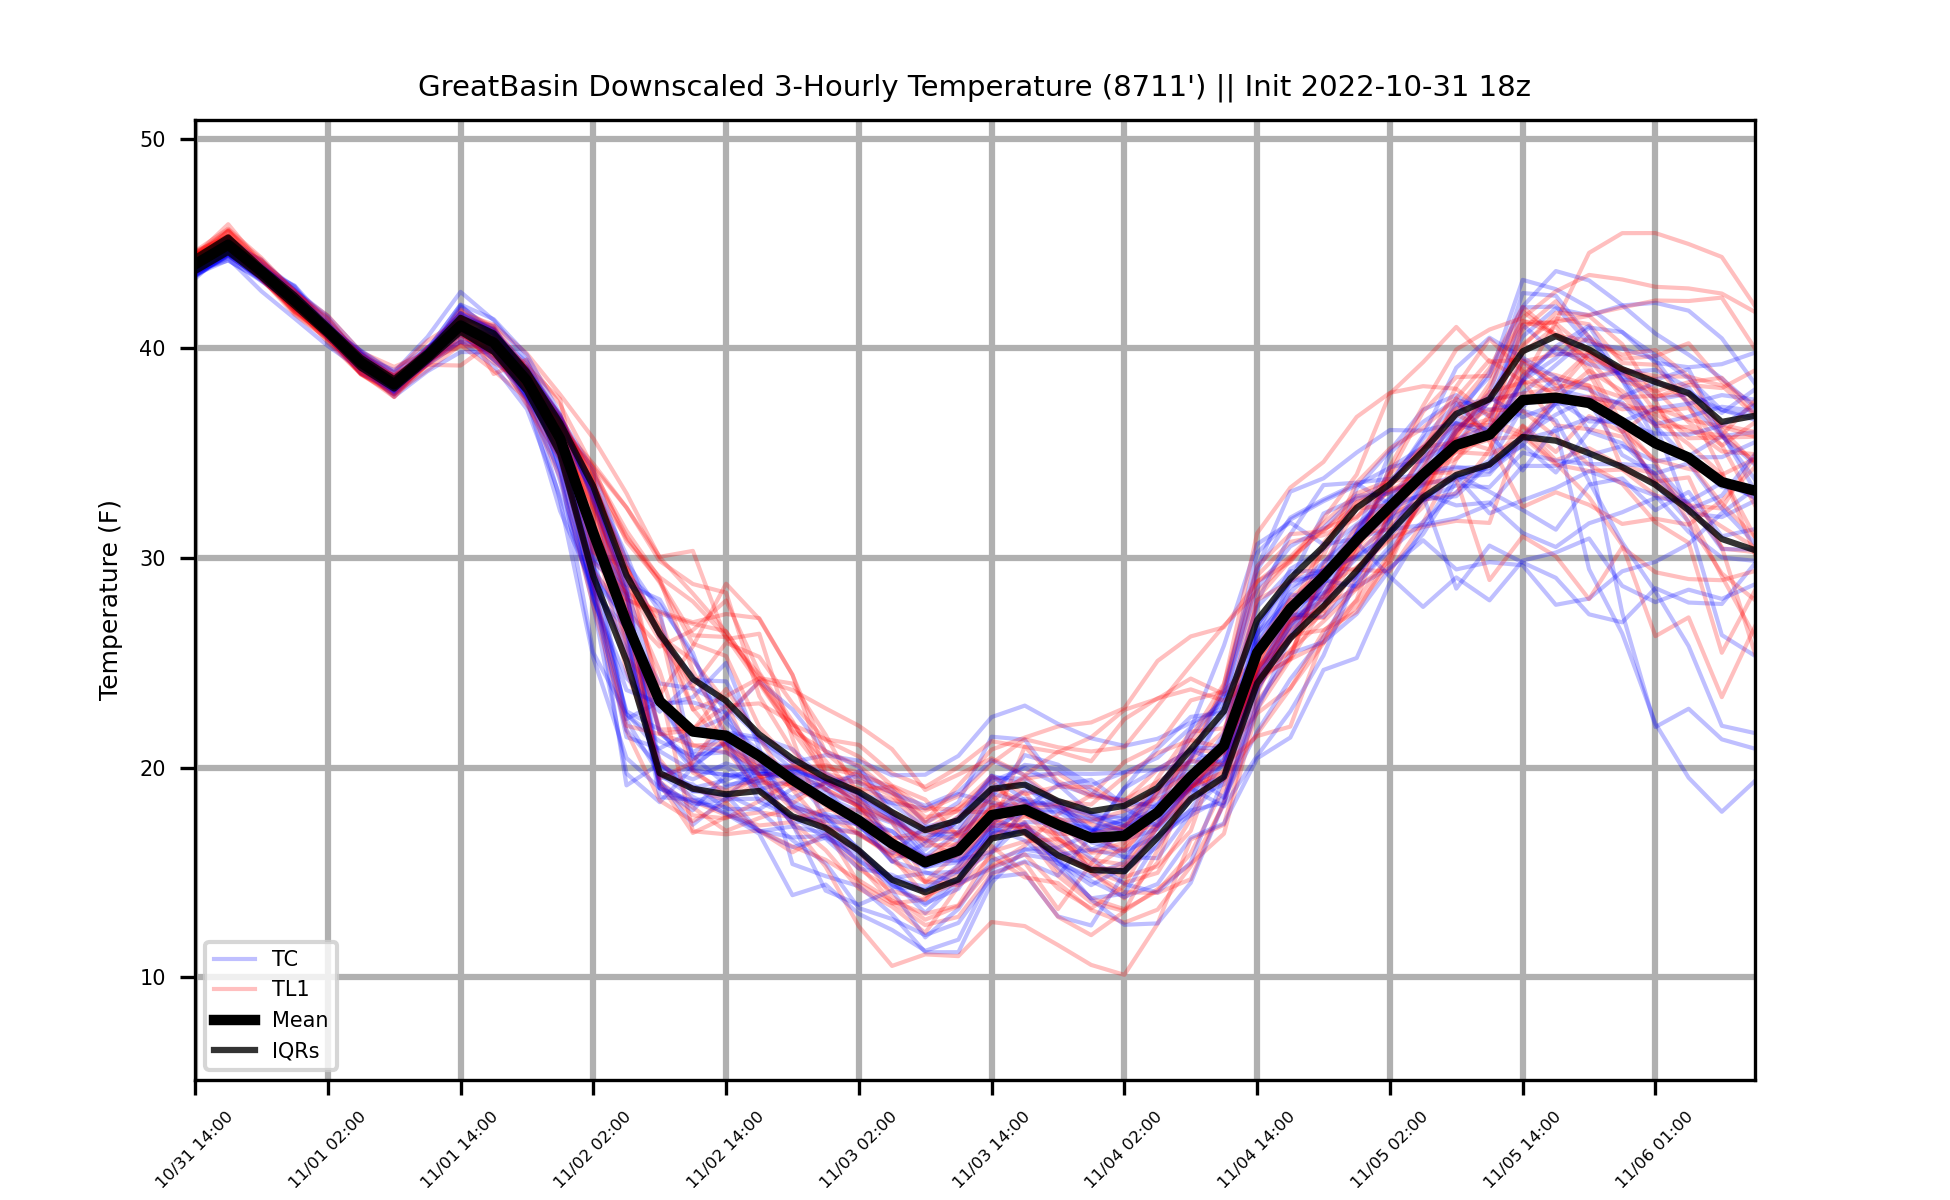 GreatBasin Downscaled 3-Hourly Temperature (8711') || Init 2022-10-31 18z
Temperature (F)
50
40
30
20
10
TC
TL1
Mean
IQRs
10/31 14:00
11/01 02:00
11/01 14:00
11/02 02:00
11/02 14:00
11/03 02:00
11/03 14:00
11/04 02:00
11/04 14:00
11/05 02:00
11/05 14:00
11/06 01:00